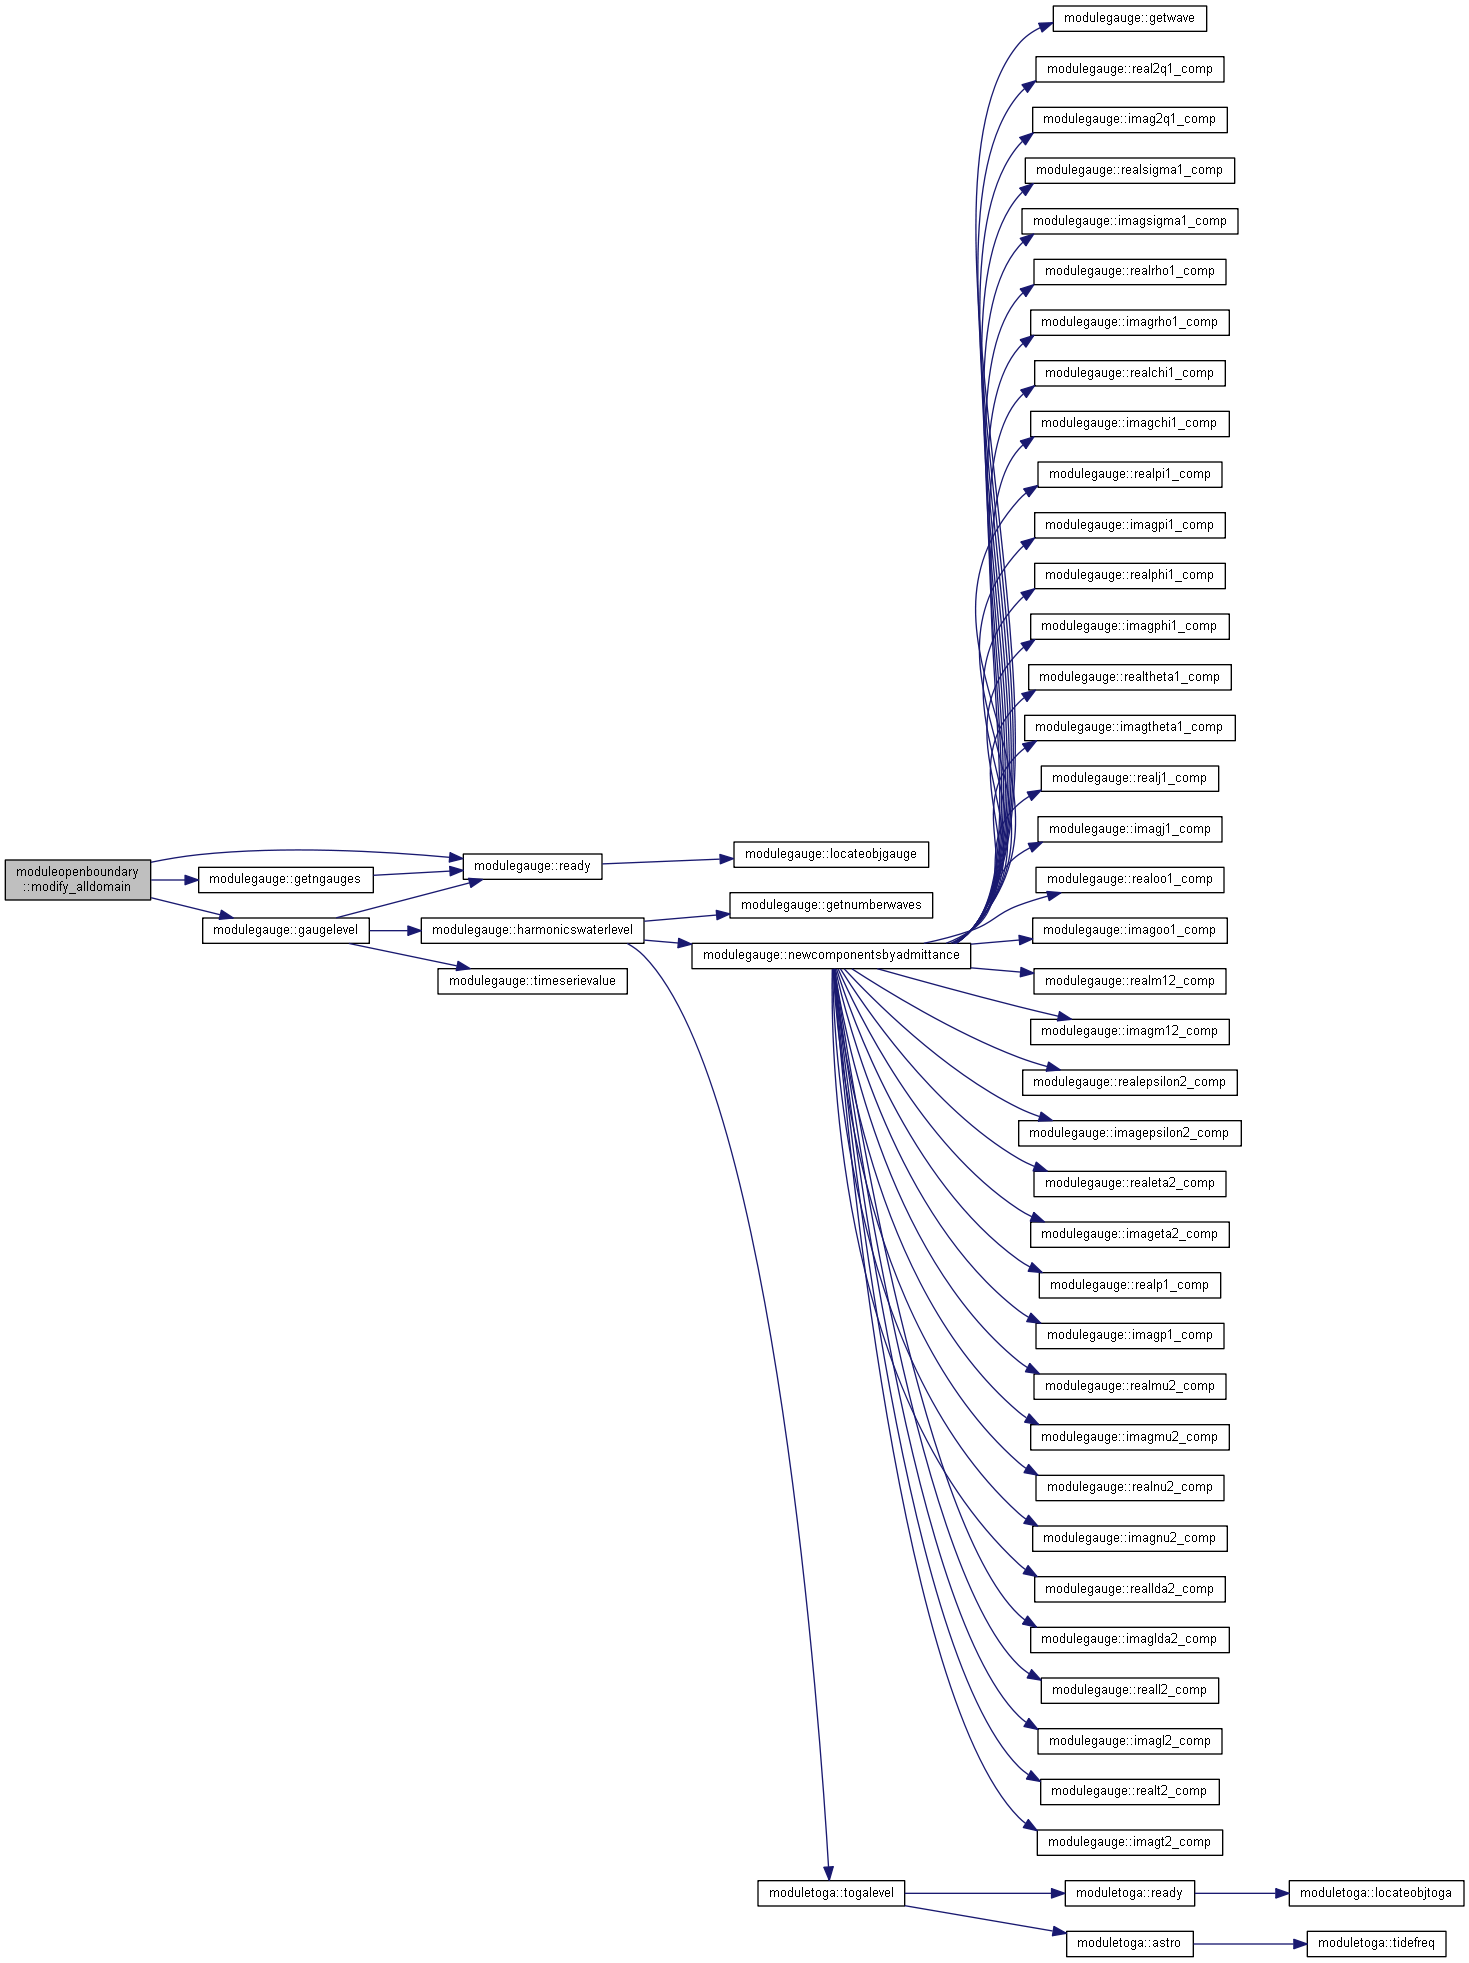 moduleopenboundary
::modify_alldomain
modulegauge::getngauges
modulegauge::gaugelevel
modulegauge::ready
modulegauge::harmonicswaterlevel
modulegauge::timeserievalue
modulegauge::locateobjgauge
modulegauge::getnumberwaves
modulegauge::newcomponentsbyadmittance
modulegauge::getwave
modulegauge::real2q1_comp
modulegauge::imag2q1_comp
modulegauge::realsigma1_comp
modulegauge::imagsigma1_comp
modulegauge::realrho1_comp
modulegauge::imagrho1_comp
modulegauge::realchi1_comp
modulegauge::imagchi1_comp
modulegauge::realpi1_comp
modulegauge::imagpi1_comp
modulegauge::realphi1_comp
modulegauge::imagphi1_comp
modulegauge::realtheta1_comp
modulegauge::imagtheta1_comp
modulegauge::realj1_comp
modulegauge::imagj1_comp
modulegauge::realoo1_comp
modulegauge::imagoo1_comp
modulegauge::realm12_comp
modulegauge::imagm12_comp
modulegauge::realepsilon2_comp
modulegauge::imagepsilon2_comp
modulegauge::realeta2_comp
modulegauge::imageta2_comp
modulegauge::realp1_comp
modulegauge::imagp1_comp
modulegauge::realmu2_comp
modulegauge::imagmu2_comp
modulegauge::realnu2_comp
modulegauge::imagnu2_comp
modulegauge::reallda2_comp
modulegauge::imaglda2_comp
modulegauge::reall2_comp
modulegauge::imagl2_comp
modulegauge::realt2_comp
modulegauge::imagt2_comp
moduletoga::togalevel
moduletoga::ready
moduletoga::locateobjtoga
moduletoga::astro
moduletoga::tidefreq